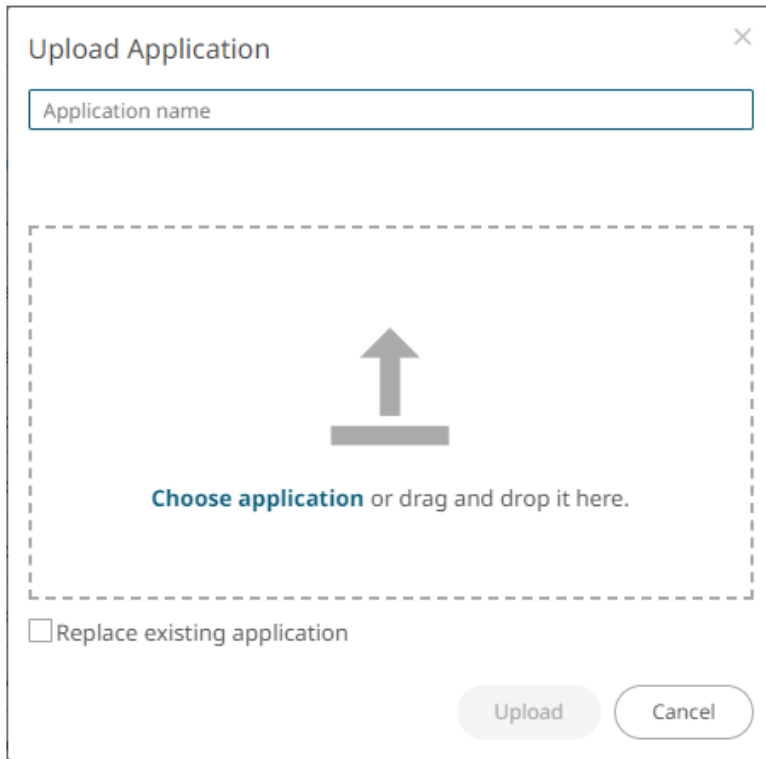 Upload Application
Application name
Choose application or drag and drop it here.
Replace existing application
Upload
Cancel